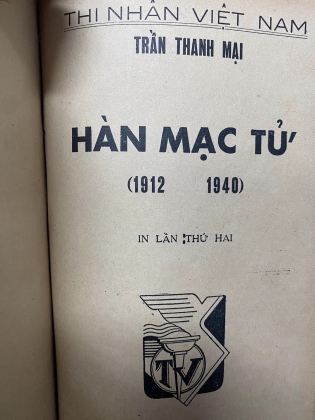 THI NHÂN VIỆT NAM
TRẦN THANH MẠI
HÀN MẠC TỬ
(1912 1940)
IN LẦN THỨ HAI
TV